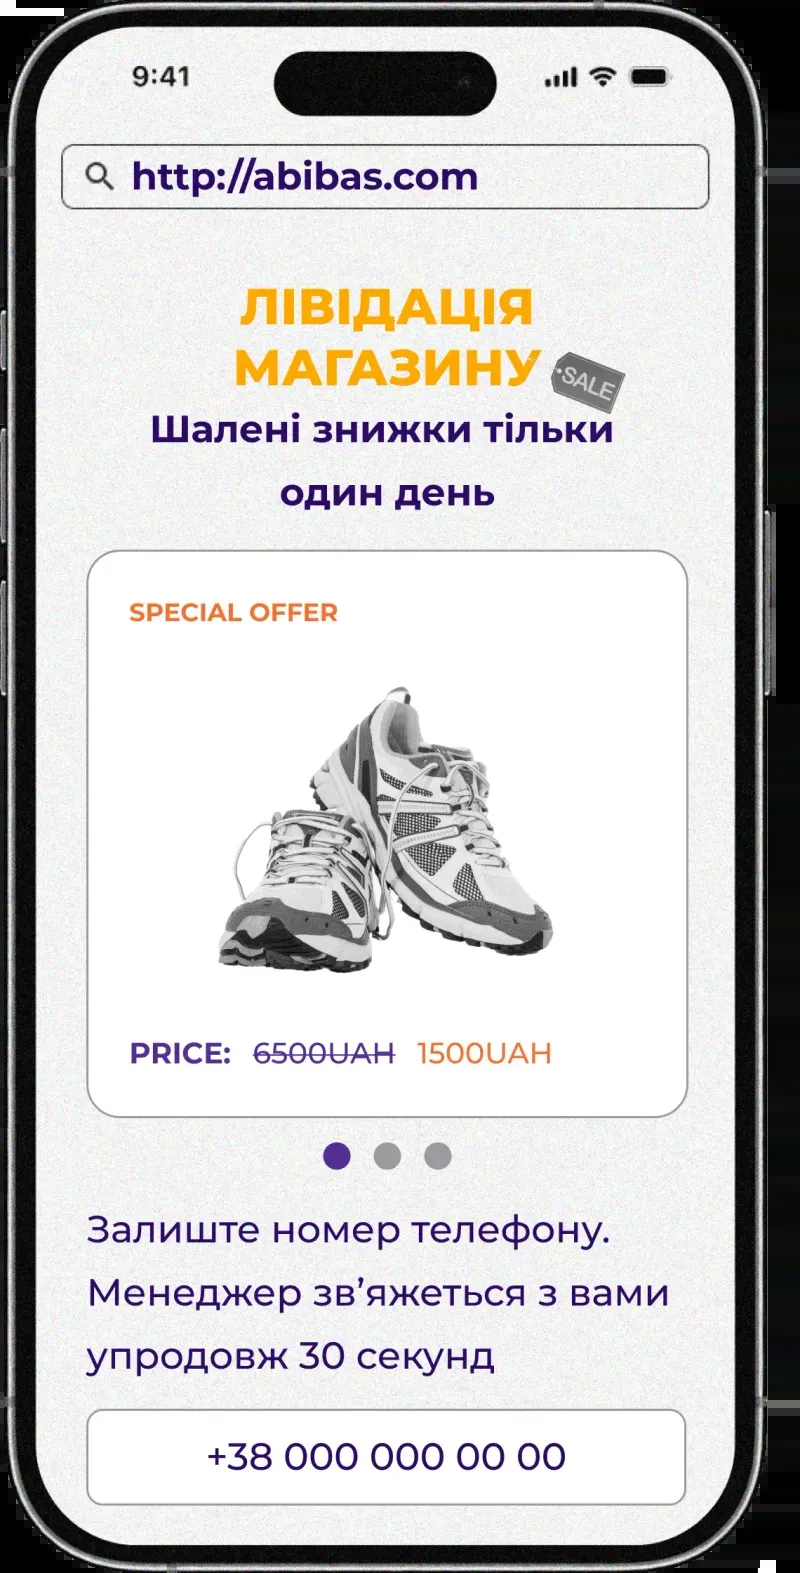 9:41
http://abibas.com
ЛІВІДАЦІЯ
МАГАЗИНУ
SALE
Шалені знижки тільки
один день
SPECIAL OFFER
PRICE: 6500UAH 1500UAH
Залиште номер телефону.
Менеджер зв’яжеться з вами
упродовж 30 секунд
+38 000 000 00 00